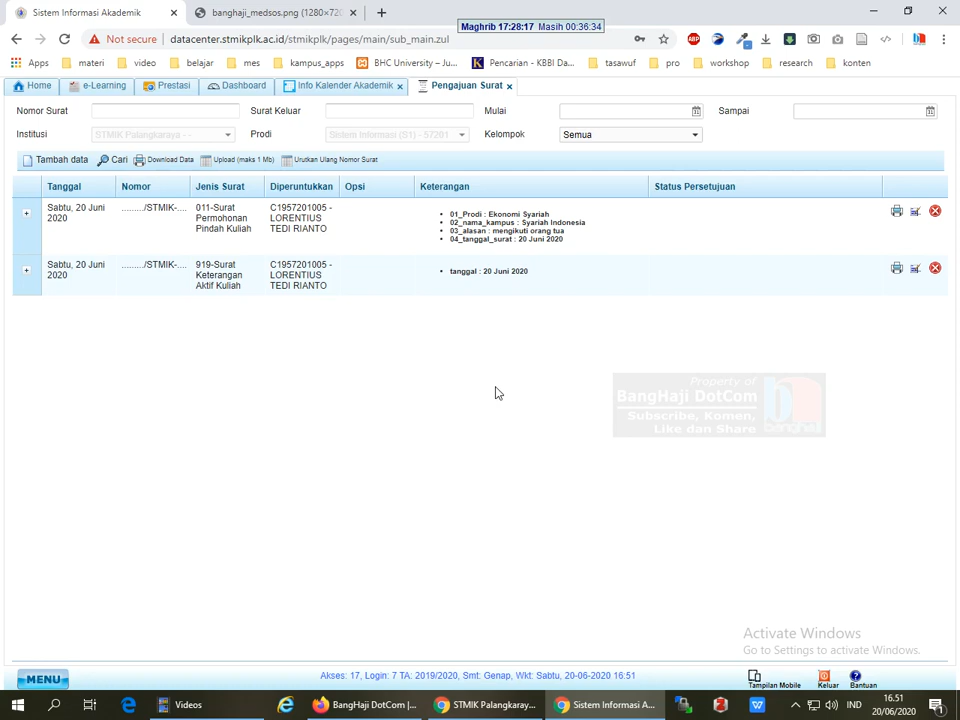 Sistem Informasi Akademik
banghaji_medsos.png (1280×720
Maghrib 17:28:17 Masih 00:36:34
Not secure
datacenter.stmikplk.ac.id/stmikplk/pages/main/sub_main.zul
Apps materi video belajar mes kampus_apps BHC University – Ju... Pencarian - KBBI Da... tasawuf pro workshop research konten
Home e-Learning Prestasi Dashboard Info Kalender Akademik Pengajuan Surat
Nomor Surat Surat Keluar Mulai Sampai
Institusi STMIK Palangkaraya - - Prodi Sistem Informasi (S1) - 57201 Kelompok Semua
Tambah data Cari Download Data Upload (maks 1 Mb) Urutkan Ulang Nomor Surat
Tanggal Nomor Jenis Surat Diperuntukkan Opsi Keterangan Status Persetujuan
Sabtu, 20 Juni 2020
........./STMIK-....
011-Surat Permohonan Pindah Kuliah
C1957201005 - LORENTIUS TEDI RIANTO
• 01_Prodi : Ekonomi Syariah
• 02_nama_kampus : Syariah Indonesia
• 03_alasan : mengikuti orang tua
• 04_tanggal_surat : 20 Juni 2020
Sabtu, 20 Juni 2020
........./STMIK-....
919-Surat Keterangan Aktif Kuliah
C1957201005 - LORENTIUS TEDI RIANTO
• tanggal : 20 Juni 2020
Property of
BangHaji DotCom
Subscribe, Komen,
Like dan Share
Activate Windows
Go to Settings to activate Windows.
MENU
Akses: 17, Login: 7 TA: 2019/2020, Smt: Genap, Wkt: Sabtu, 20-06-2020 16:51
Tampilan Mobile Keluar Bantuan
Videos BangHaji DotCom |... STMIK Palangkaray... Sistem Informasi A...
IND
16.51
20/06/2020